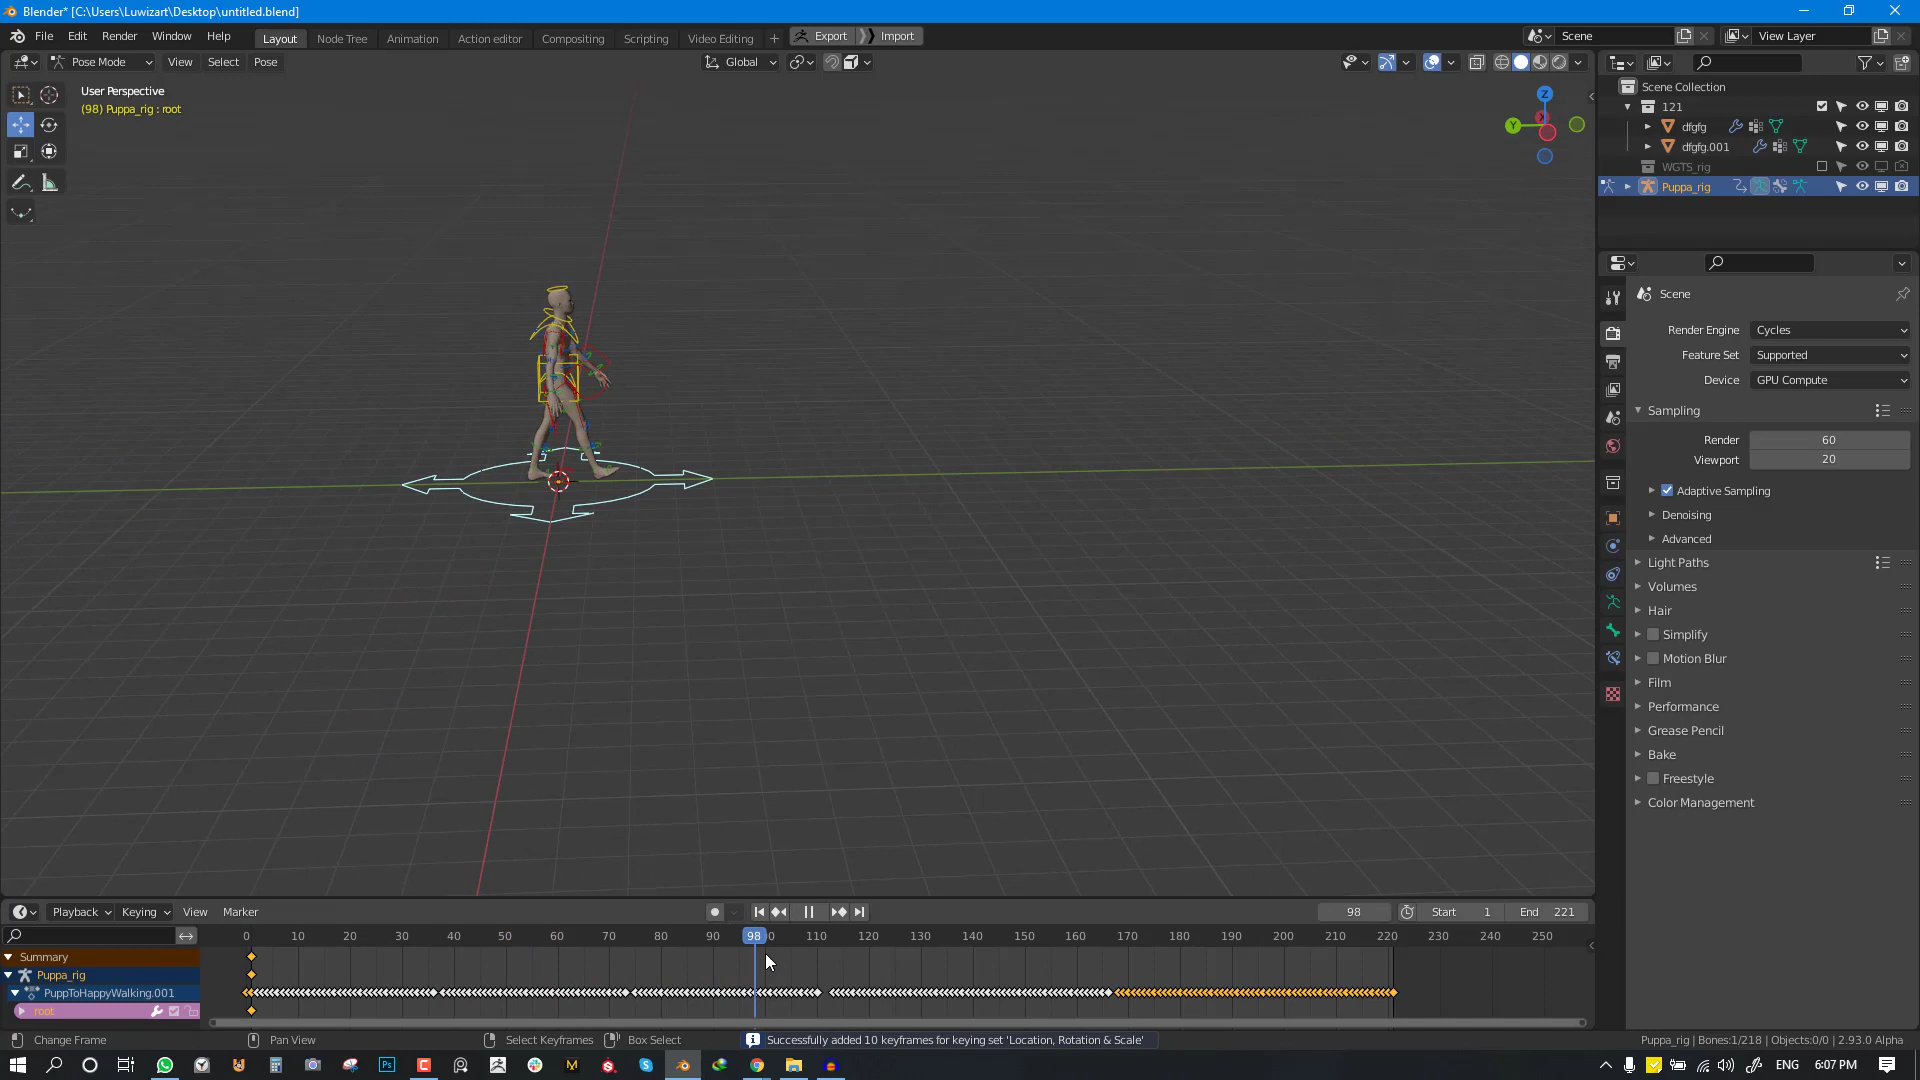 Blender* [C:\Users\Luwizart\Desktop\untitled.blend]
File Edit Render Window Help Layout Node Tree Animation Action editor Compositing Scripting Video Editing + Export Import Scene View Layer
Pose Mode View Select Pose Global
User Perspective
(98) Puppa_rig : root
Z
Y
X
Scene Collection
121
dfgfg
dfgfg.001
WGTS_rig
Puppa_rig
Scene
Render Engine Cycles
Feature Set Supported
Device GPU Compute
Sampling
Render 60
Viewport 20
Adaptive Sampling
Denoising
Advanced
Light Paths
Volumes
Hair
Simplify
Motion Blur
Film
Performance
Grease Pencil
Bake
Freestyle
Color Management
Playback Keying View Marker 98 Start 1 End 221
0 10 20 30 40 50 60 70 80 90 98 110 120 130 140 150 160 170 180 190 200 210 220 230 240 250
Summary
Puppa_rig
PuppToHappyWalking.001
root
Change Frame Pan View Select Keyframes Box Select Successfully added 10 keyframes for keying set 'Location, Rotation & Scale' Puppa_rig | Bones:1/218 | Objects:0/0 | 2.93.0 Alpha
ENG 6:07 PM